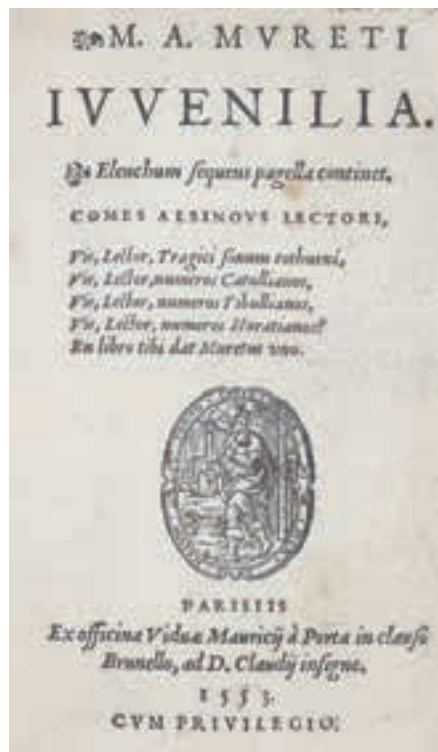 M. A. MVRETI
IVVENILIA.
Elenchum sequens pagella continet.
COMES ALSINOVS LECTORI,
Vis, Lector, Tragici sonum cothurni,
Vis, Lector, numeros Catullianos,
Vis, Lector, numeros Tibullianos,
Vis, Lector, numeros Horatianos?
En libro tibi dat Muretus uno.
PARISIIS
Ex officina Viduæ Mauricij à Porta in clauso
Brunello, ad D. Claudij insigne.
1553.
CVM PRIVILEGIO.